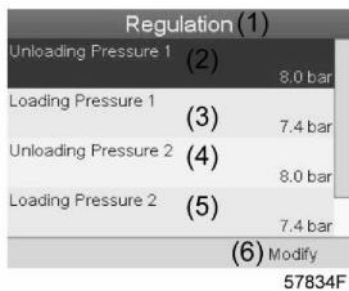 Regulation (1)
Unloading Pressure 1 (2)
8.0 bar
Loading Pressure 1 (3)
7.4 bar
Unloading Pressure 2 (4)
8.0 bar
Loading Pressure 2 (5)
7.4 bar
(6) Modify
57834F